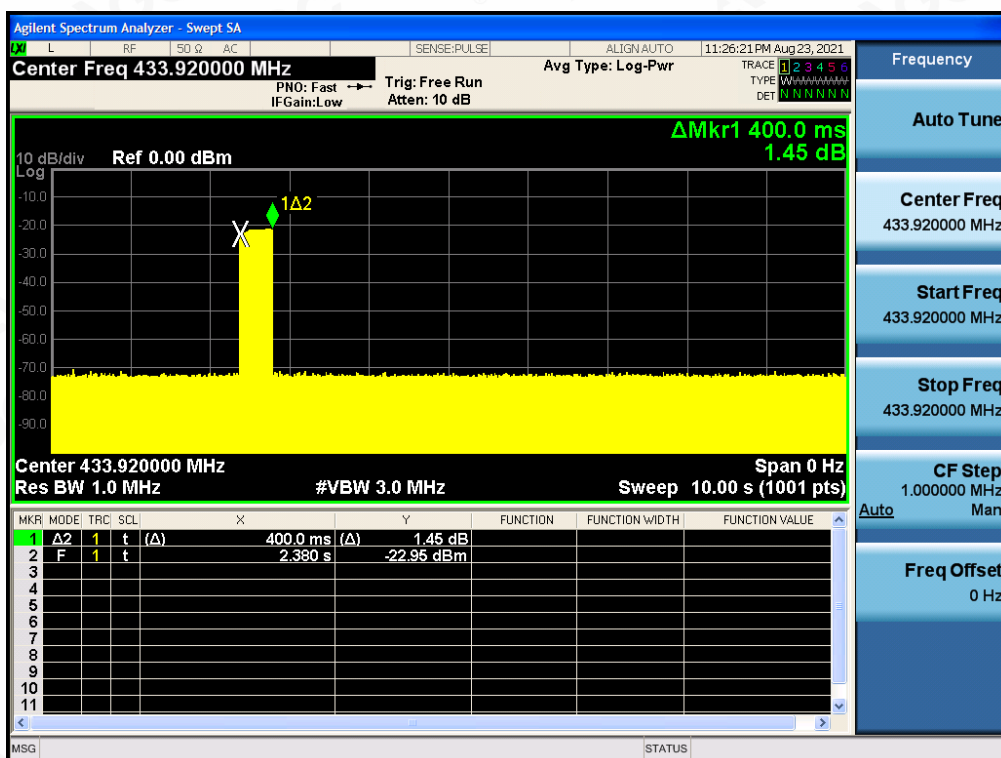 Agilent Spectrum Analyzer - Swept SA
LXI L RF 50 Ω AC SENSE:PULSE ALIGN AUTO 11:26:21 PM Aug 23, 2021
Center Freq 433.920000 MHz
PNO: Fast
IFGain:Low
Trig: Free Run
Atten: 10 dB
Avg Type: Log-Pwr
TRACE 1 2 3 4 5 6
TYPE W
DET N N N N N N
ΔMkr1 400.0 ms
1.45 dB
10 dB/div Ref 0.00 dBm
Log
-10.0
-20.0
-30.0
-40.0
-50.0
-60.0
-70.0
-80.0
-90.0
X
1Δ2
Center 433.920000 MHz Span 0 Hz
Res BW 1.0 MHz #VBW 3.0 MHz Sweep 10.00 s (1001 pts)
MKR MODE TRC SCL X Y FUNCTION FUNCTION WIDTH FUNCTION VALUE
1 Δ2 1 t (Δ) 400.0 ms (Δ) 1.45 dB
2 F 1 t 2.380 s -22.95 dBm
3
4
5
6
7
8
9
10
11
MSG STATUS
Frequency
Auto Tune
Center Freq
433.920000 MHz
Start Freq
433.920000 MHz
Stop Freq
433.920000 MHz
CF Step
1.000000 MHz
Auto Man
Freq Offset
0 Hz